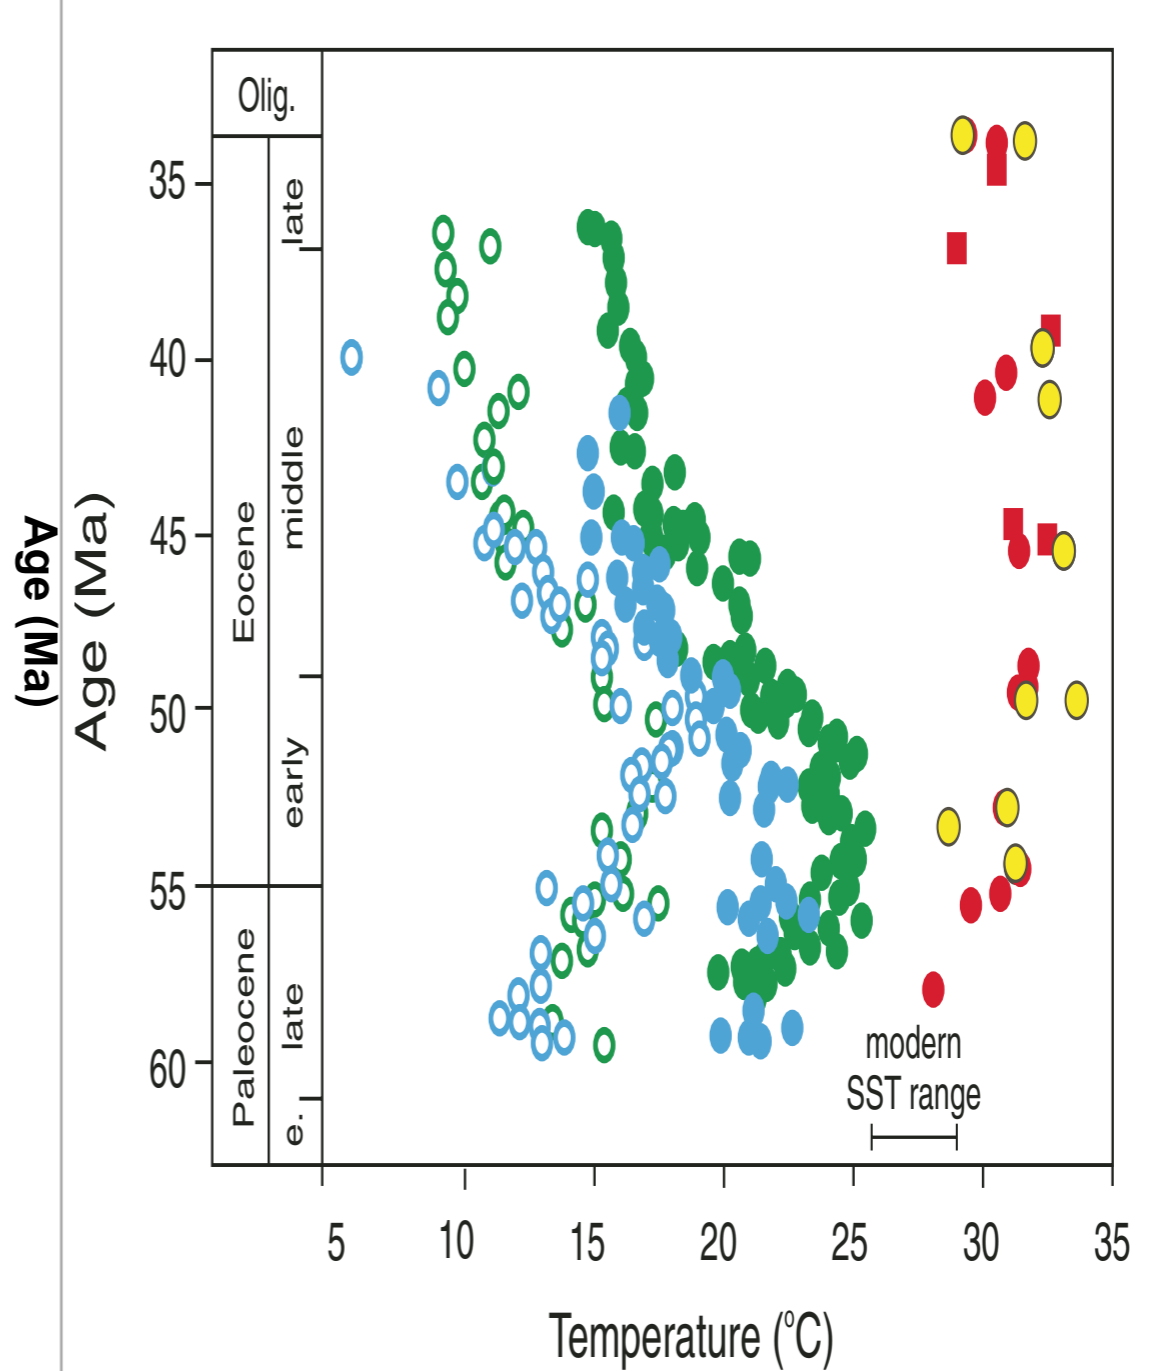 Olig.
late
middle
early
Eocene
Paleocene
late
e.
35
40
45
50
55
60
Age (Ma)
Age (Ma)
modern
SST range
5 10 15 20 25 30 35
Temperature (°C)